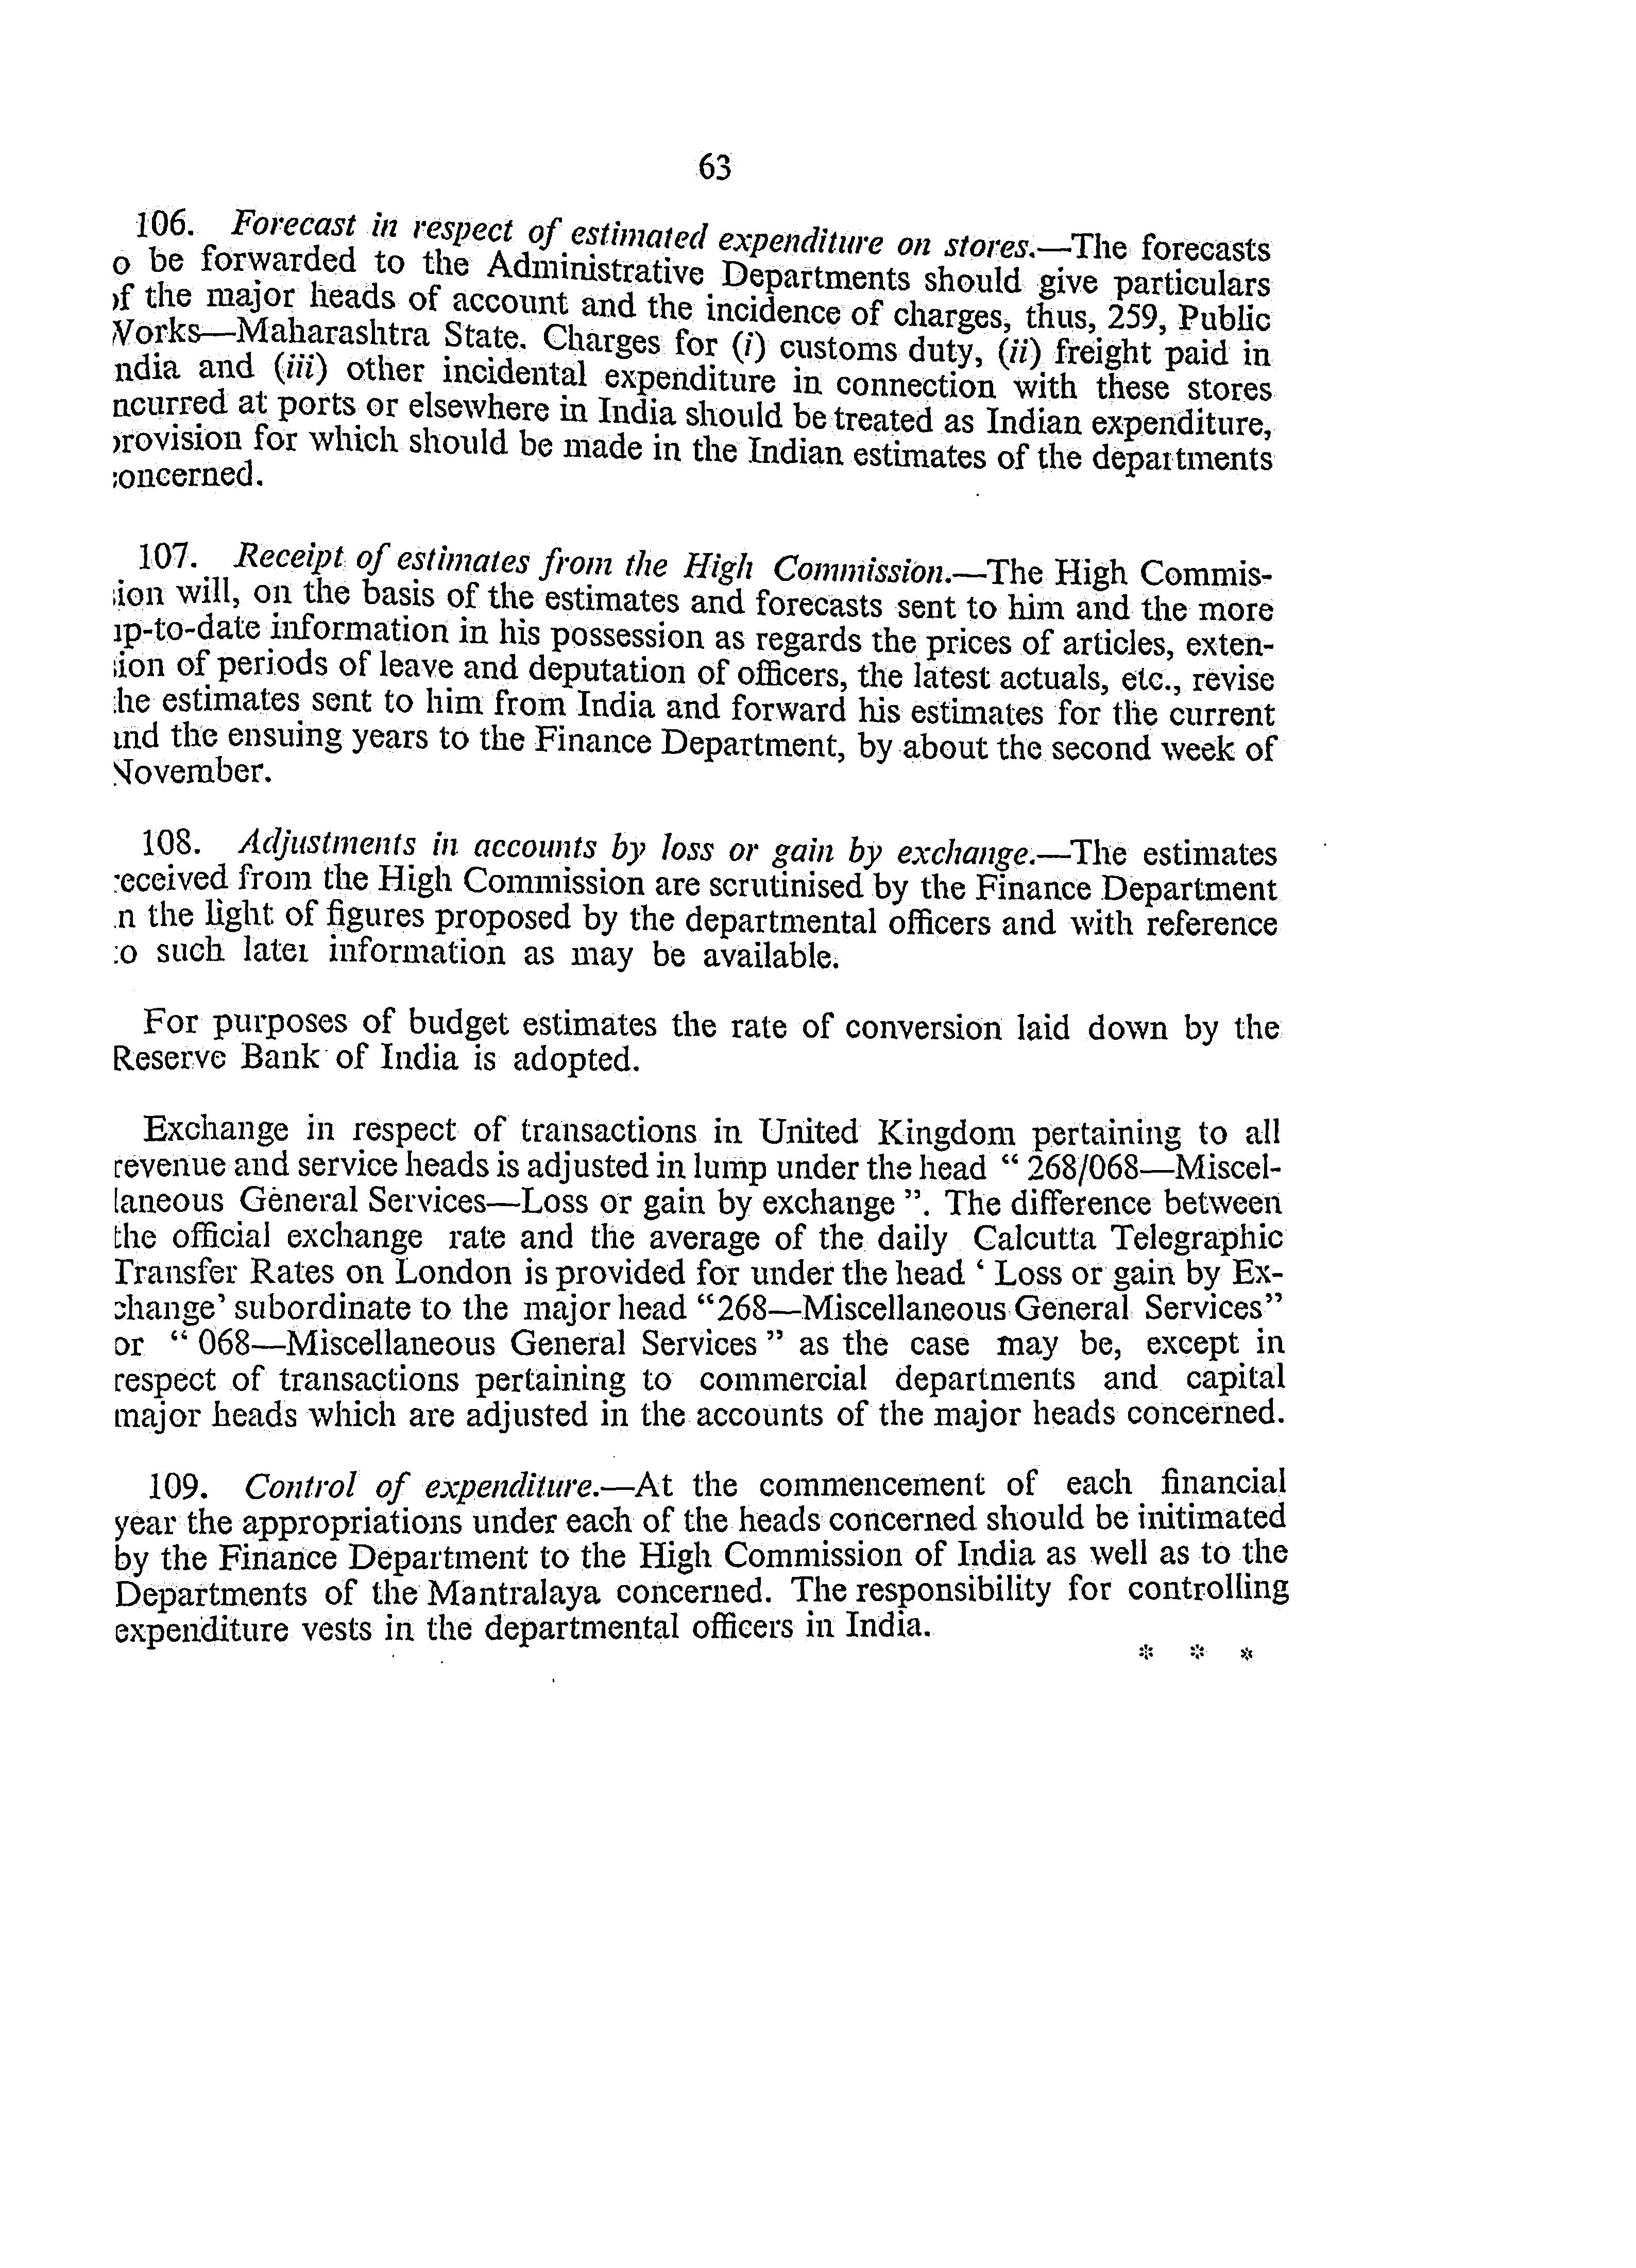 63
106. Forecast in respect of estimated expenditure on stores.—The forecasts
o be forwarded to the Administrative Departments should give particulars
of the major heads of account and the incidence of charges, thus, 259, Public
Works—Maharashtra State. Charges for (i) customs duty, (ii) freight paid in
ndia and (iii) other incidental expenditure in connection with these stores
ncurred at ports or elsewhere in India should be treated as Indian expenditure,
provision for which should be made in the Indian estimates of the departments
concerned.
107. Receipt of estimates from the High Commission.—The High Commis-
sion will, on the basis of the estimates and forecasts sent to him and the more
up-to-date information in his possession as regards the prices of articles, exten-
sion of periods of leave and deputation of officers, the latest actuals, etc., revise
the estimates sent to him from India and forward his estimates for the current
and the ensuing years to the Finance Department, by about the second week of
November.
108. Adjustments in accounts by loss or gain by exchange.—The estimates
received from the High Commission are scrutinised by the Finance Department
in the light of figures proposed by the departmental officers and with reference
to such later information as may be available.
For purposes of budget estimates the rate of conversion laid down by the
Reserve Bank of India is adopted.
Exchange in respect of transactions in United Kingdom pertaining to all
revenue and service heads is adjusted in lump under the head “ 268/068—Miscel-
laneous General Services—Loss or gain by exchange ”. The difference between
the official exchange rate and the average of the daily Calcutta Telegraphic
Transfer Rates on London is provided for under the head ‘ Loss or gain by Ex-
change’ subordinate to the major head “268—Miscellaneous General Services”
or “ 068—Miscellaneous General Services ” as the case may be, except in
respect of transactions pertaining to commercial departments and capital
major heads which are adjusted in the accounts of the major heads concerned.
109. Control of expenditure.—At the commencement of each financial
year the appropriations under each of the heads concerned should be initimated
by the Finance Department to the High Commission of India as well as to the
Departments of the Mantralaya concerned. The responsibility for controlling
expenditure vests in the departmental officers in India.
* * *